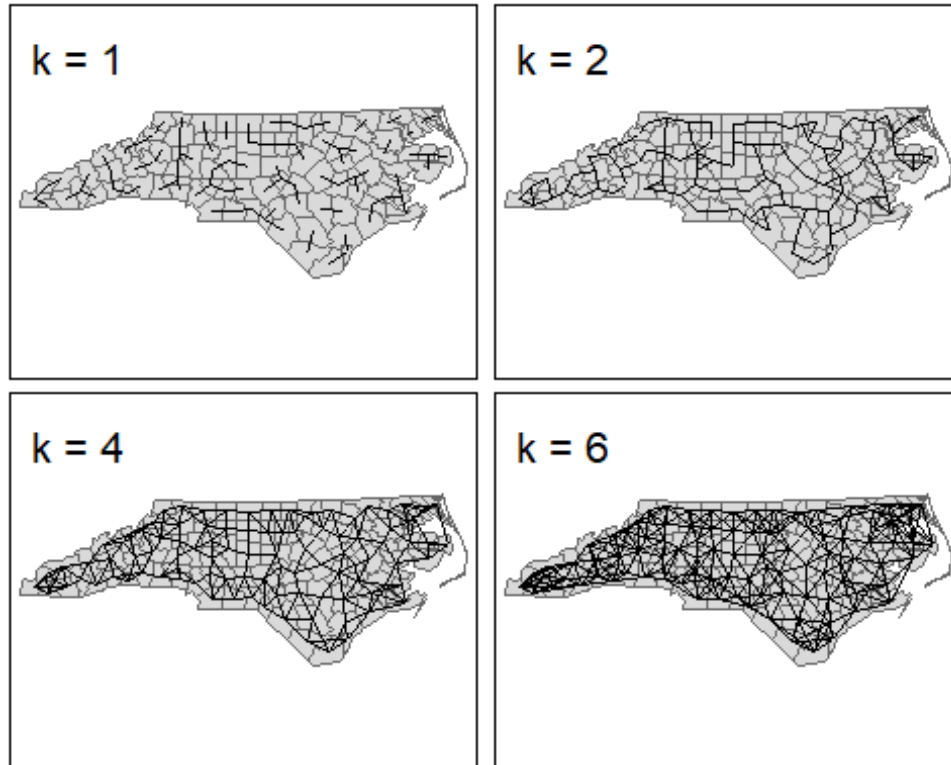 k = 1
k = 2
k = 4
k = 6